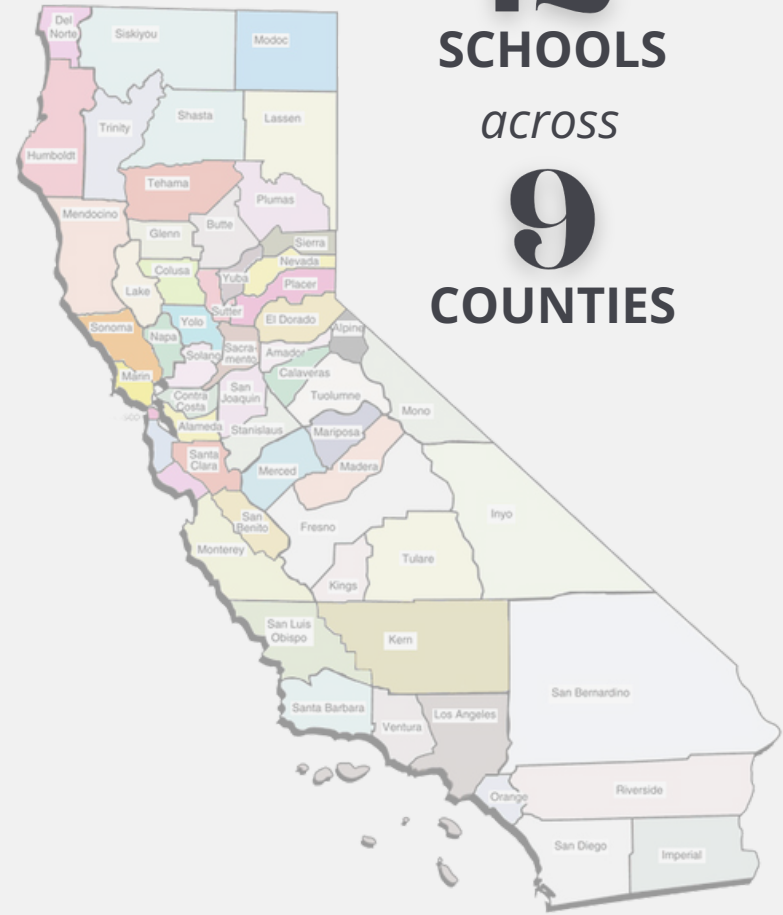 SCHOOLS
across
9
COUNTIES
Del
Norte
Siskiyou
Modoc
Trinity
Shasta
Lassen
Humboldt
Tehama
Plumas
Mendocino
Glenn
Butte
Sierra
Colusa
Yuba
Nevada
Lake
Placer
Sutter
Sonoma
Napa
Yolo
El Dorado
Alpine
Solano
Sacra-
mento
Amador
Marin
Calaveras
Contra
Costa
San
Joaquin
Tuolumne
Mono
Alameda
Stanislaus
Mariposa
Santa
Clara
Merced
Madera
San
Benito
Fresno
Inyo
Monterey
Tulare
Kings
San Luis
Obispo
Kern
San Bernardino
Santa Barbara
Ventura
Los Angeles
Orange
Riverside
San Diego
Imperial